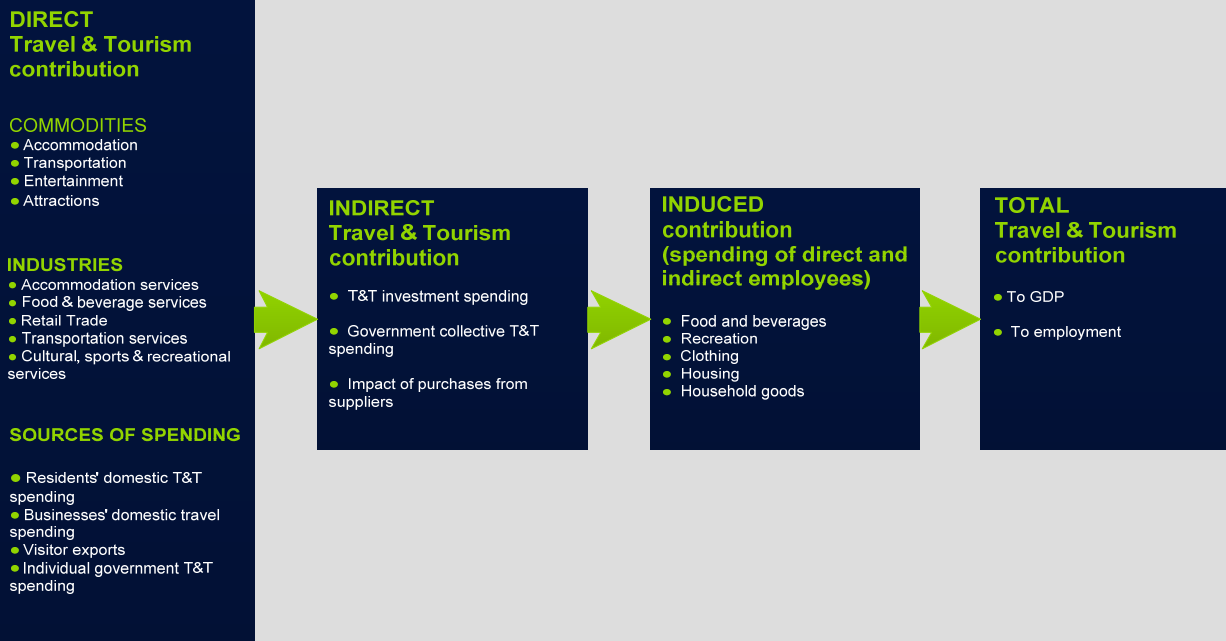 DIRECT
Travel & Tourism
contribution
COMMODITIES
● Accommodation
● Transportation
● Entertainment
● Attractions
INDUSTRIES
● Accommodation services
● Food & beverage services
● Retail Trade
● Transportation services
● Cultural, sports & recreational
services
SOURCES OF SPENDING
● Residents' domestic T&T
spending
● Businesses' domestic travel
spending
● Visitor exports
● Individual government T&T
spending
INDIRECT
Travel & Tourism
contribution
● T&T investment spending
● Government collective T&T
spending
● Impact of purchases from
suppliers
INDUCED
contribution
(spending of direct and
indirect employees)
● Food and beverages
● Recreation
● Clothing
● Housing
● Household goods
TOTAL
Travel & Tourism
contribution
● To GDP
● To employment